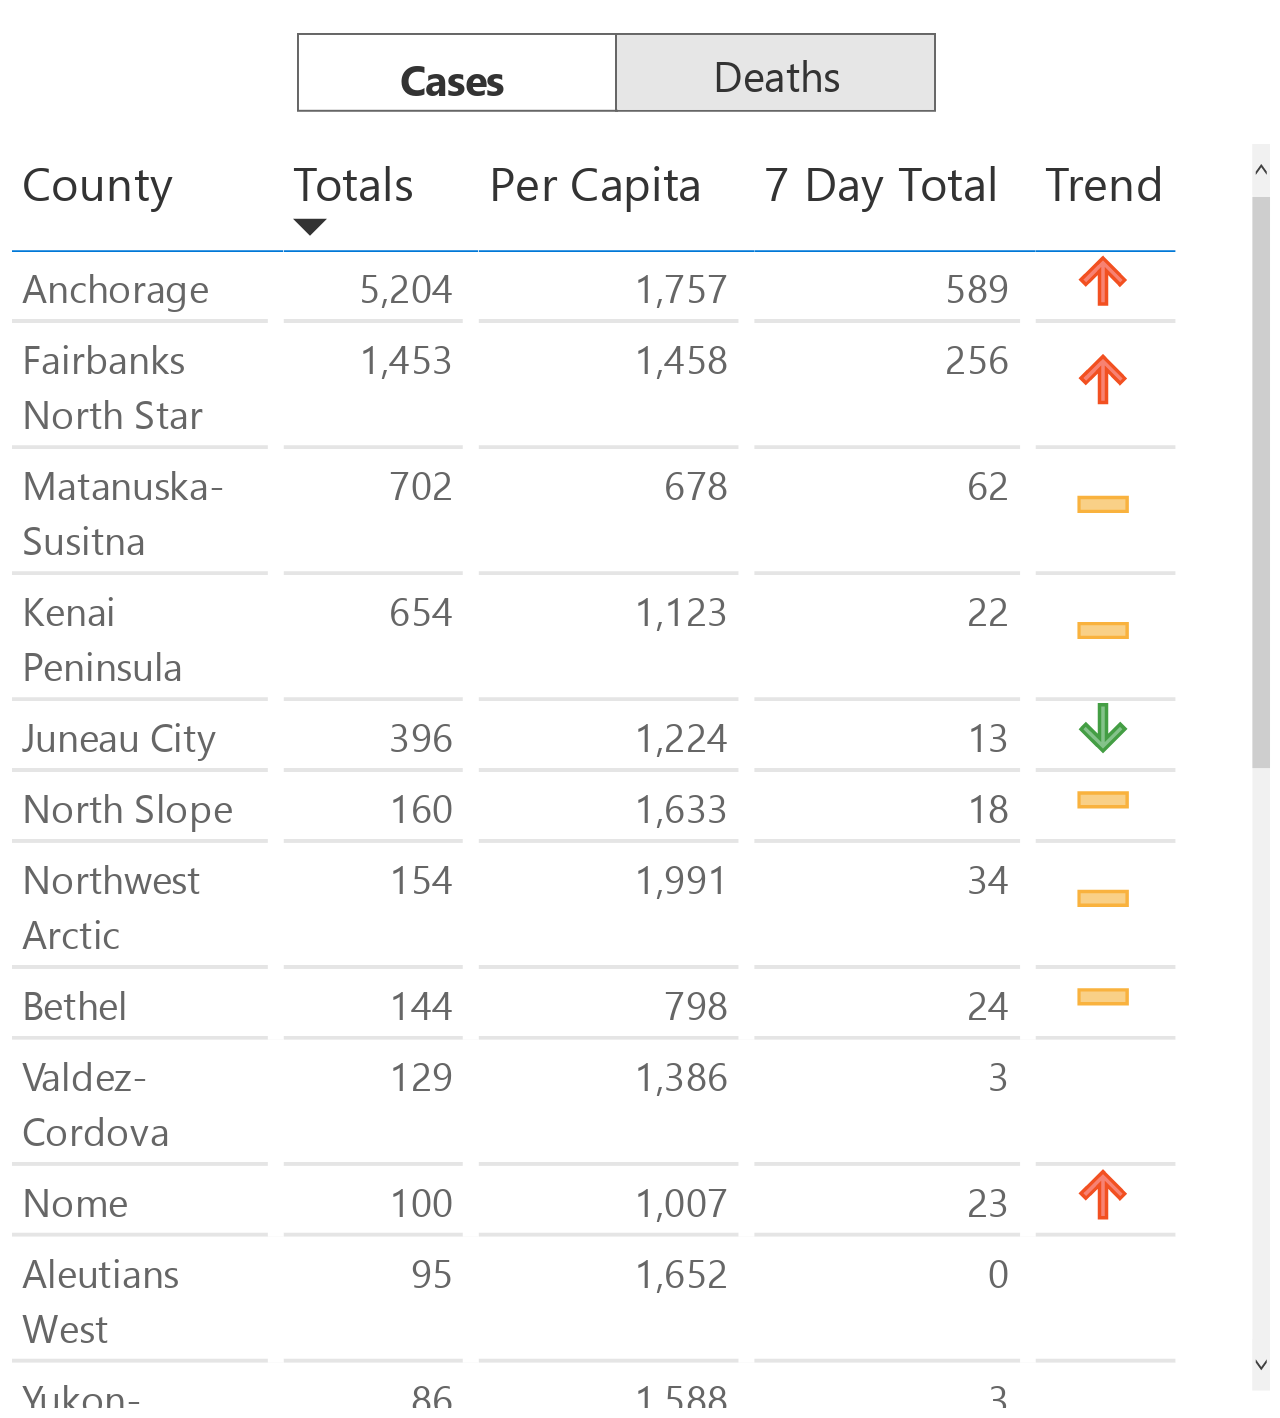 Cases Deaths
County Totals Per Capita 7 Day Total Trend
Anchorage 5,204 1,757 589
Fairbanks 1,453 1,458 256
North Star
Matanuska- 702 678 62
Susitna
Kenai 654 1,123 22
Peninsula
Juneau City 396 1,224 13
North Slope 160 1,633 18
Northwest 154 1,991 34
Arctic
Bethel 144 798 24
Valdez- 129 1,386 3
Cordova
Nome 100 1,007 23
Aleutians 95 1,652 0
West
Yukon- 86 1,588 3